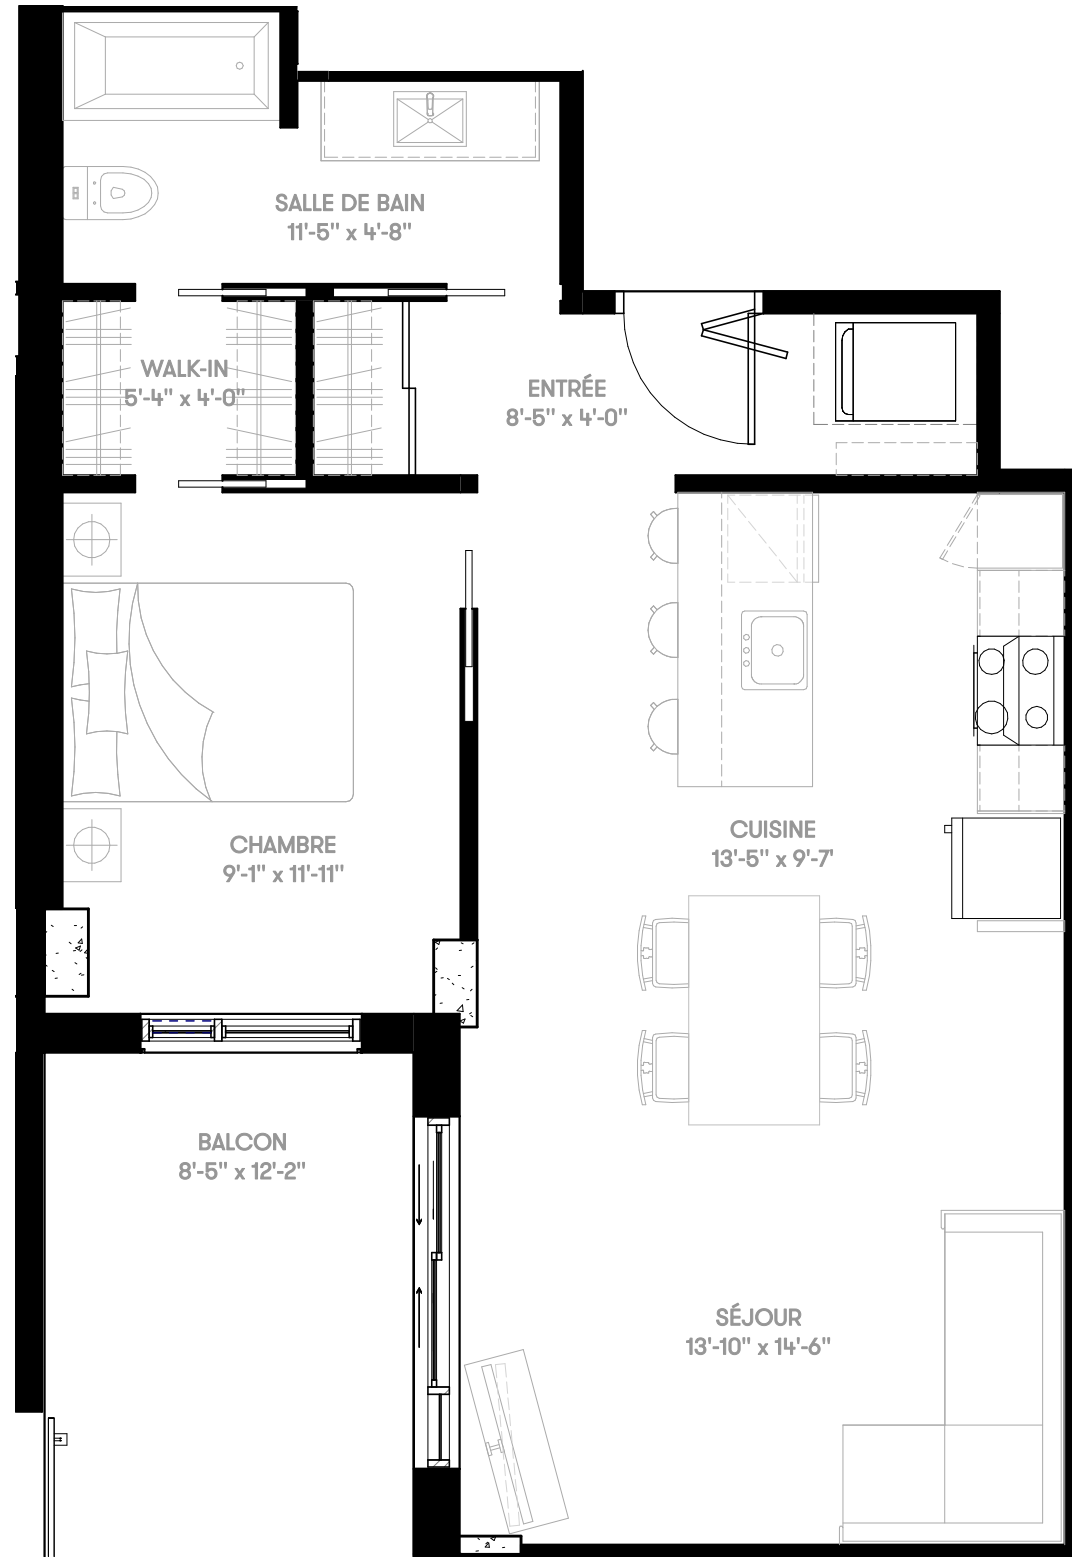 SALLE DE BAIN
11'-5" x 4'-8"
WALK-IN
5'-4" x 4'-0"
ENTRÉE
8'-5" x 4'-0"
CHAMBRE
9'-1" x 11'-11"
CUISINE
13'-5" x 9'-7'
BALCON
8'-5" x 12'-2"
SÉJOUR
13'-10" x 14'-6"